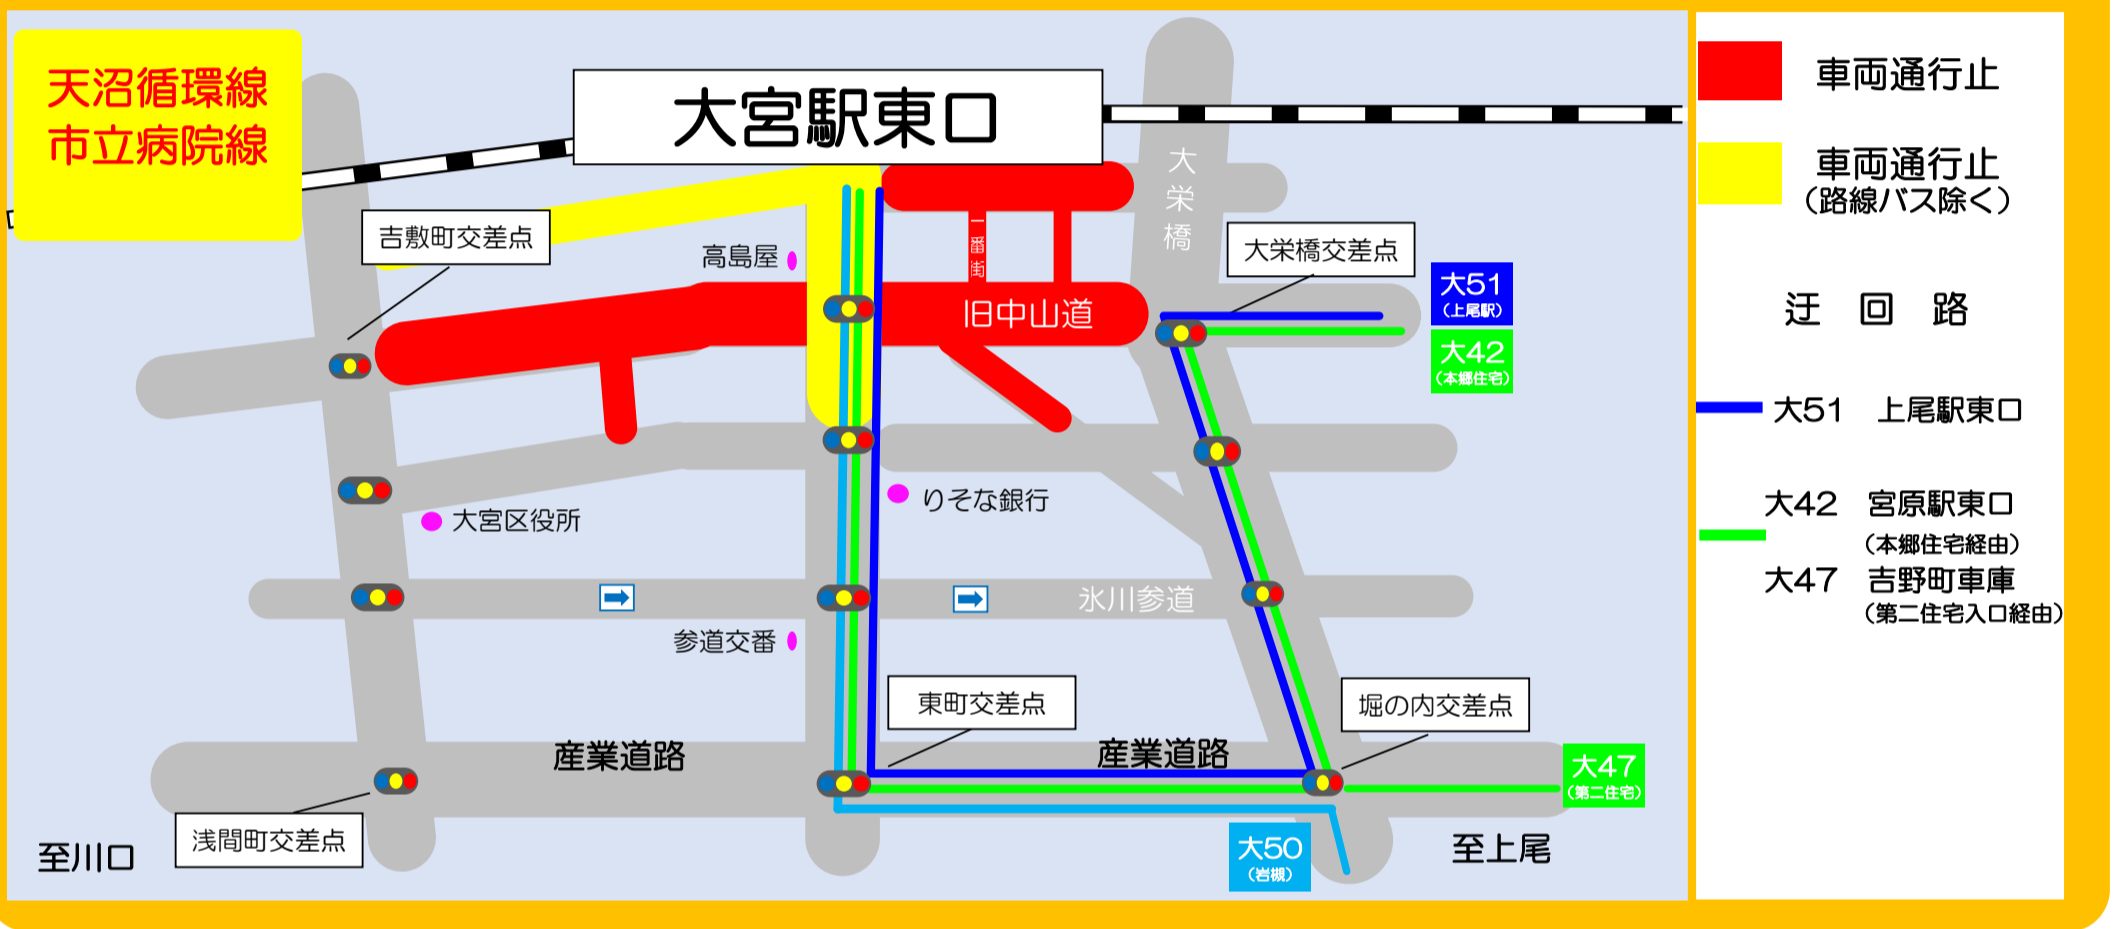 天沼循環線
市立病院線
大宮駅東口
大栄橋
吉敷町交差点
高島屋
一番街
大栄橋交差点
大51
（上尾駅）
旧中山道
大42
（本郷住宅）
りそな銀行
大宮区役所
氷川参道
参道交番
東町交差点
堀の内交差点
産業道路
産業道路
大47
（第二住宅）
浅間町交差点
至川口
大50
（岩槻）
至上尾
車両通行止
車両通行止
（路線バス除く）
迂　回　路
大51　上尾駅東口
大42　宮原駅東口
（本郷住宅経由）
大47　吉野町車庫
（第二住宅入口経由）